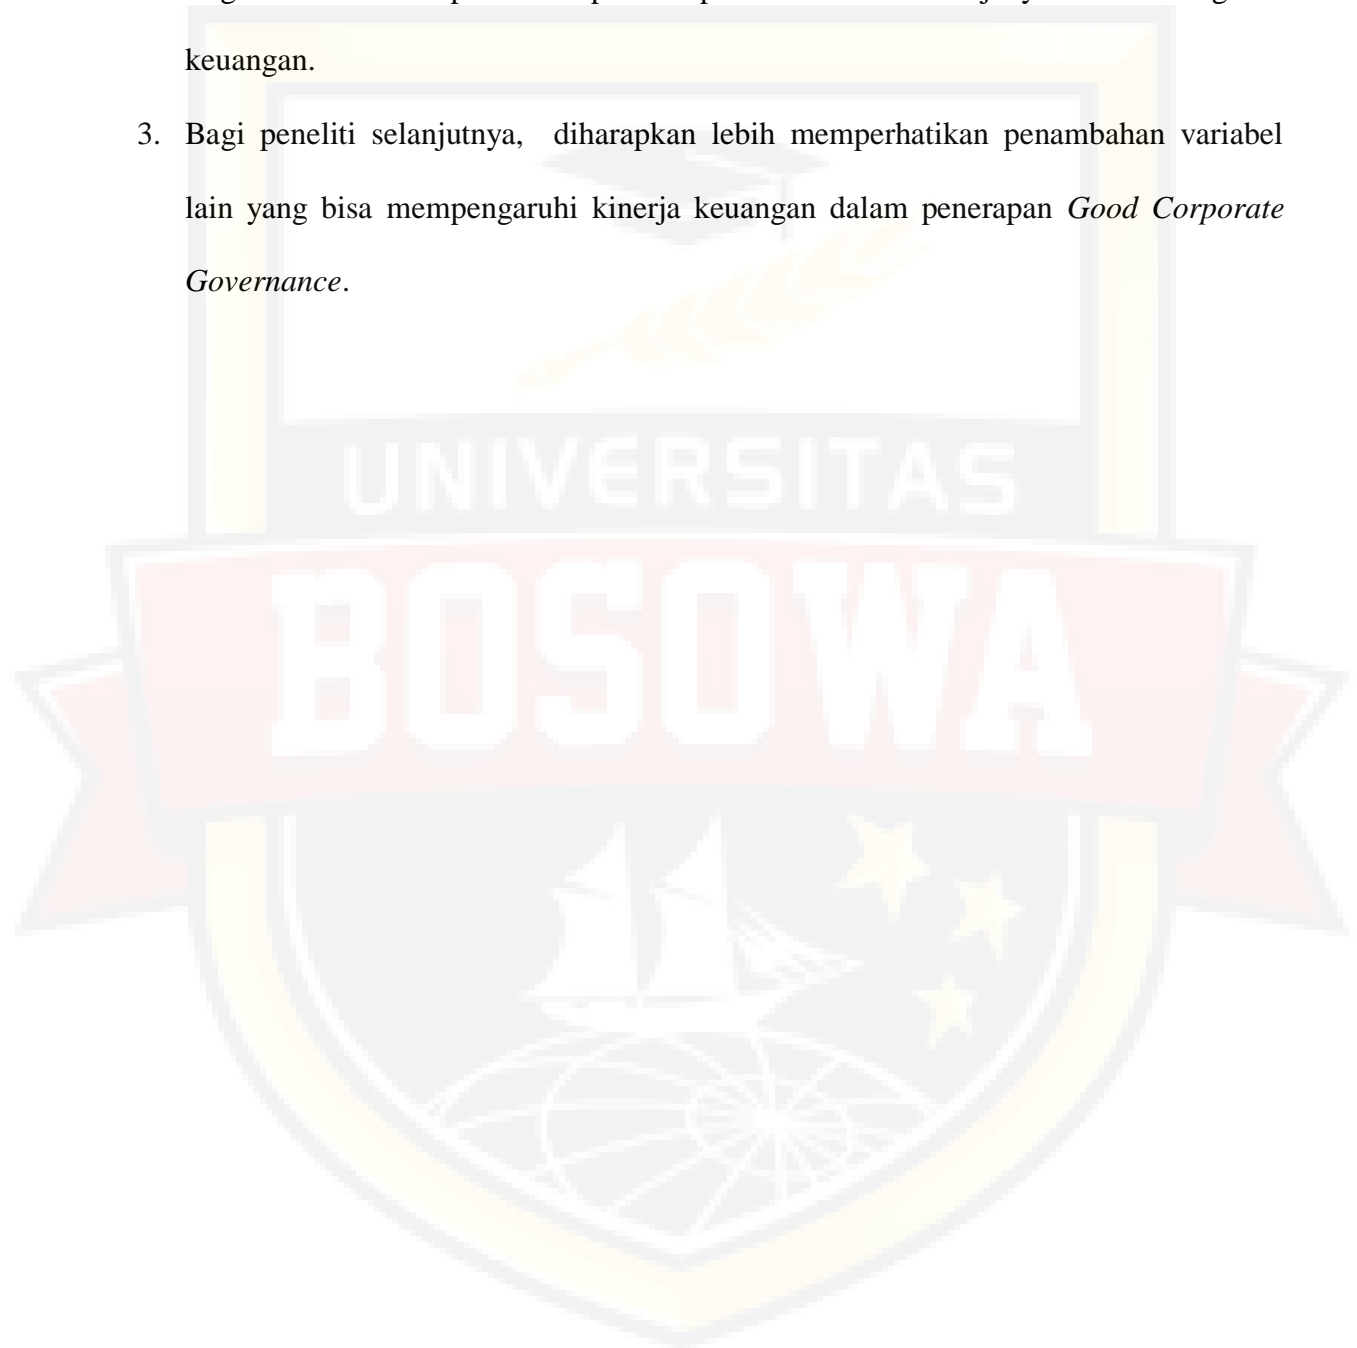 keuangan.
3. Bagi peneliti selanjutnya, diharapkan lebih memperhatikan penambahan variabel
lain yang bisa mempengaruhi kinerja keuangan dalam penerapan Good Corporate
Governance.
UNIVERSITAS
BOSOWA